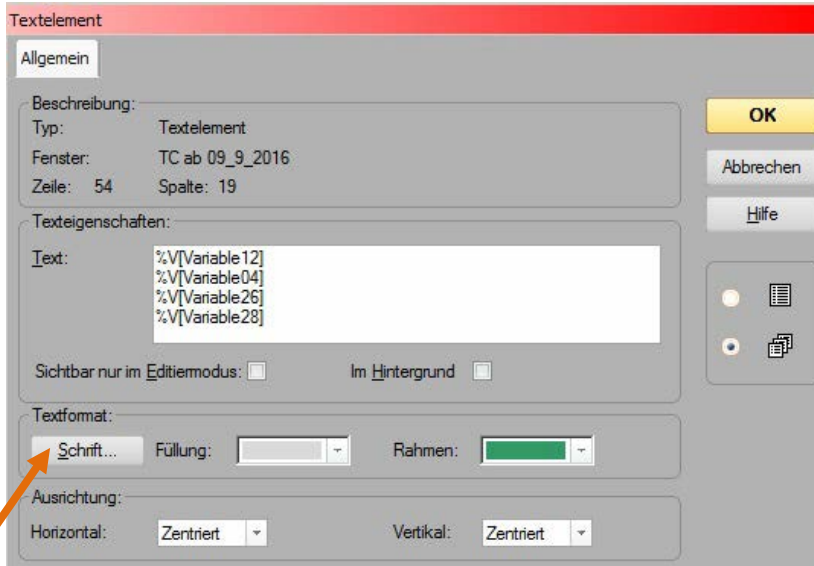 Textelement
Allgemein
Beschreibung:
Typ: Textelement
Fenster: TC ab 09_9_2016
Zeile: 54 Spalte: 19
OK
Abbrechen
Hilfe
Texteigenschaften:
Text: %V[Variable12]
%V[Variable04]
%V[Variable26]
%V[Variable28]
Sichtbar nur im Editiermodus: Im Hintergrund
Textformat:
Schrift... Füllung: Rahmen:
Ausrichtung:
Horizontal: Zentriert Vertikal: Zentriert